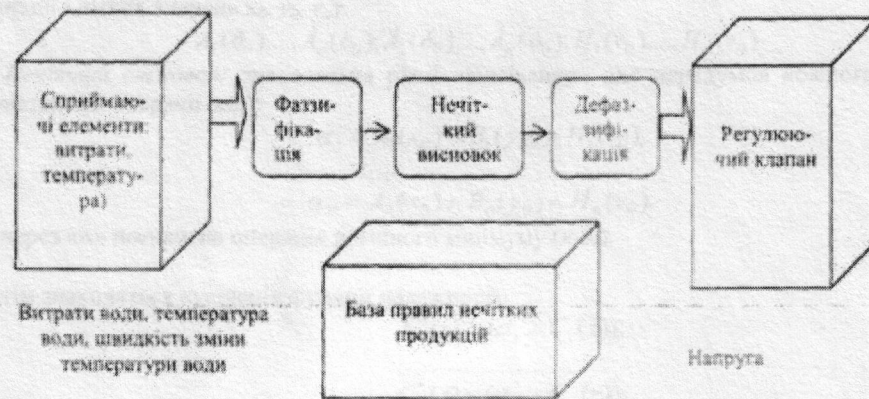 Сприймаю-
чі елементи:
витрати,
температу-
ра)
Фаззи-
фіка-
ція
Нечіт-
кий
висновок
Дефаз-
зифі-
кація
Регулюю-
чий клапан
База правил нечітких
продукцій
Витрати води, температура
води, швидкість зміни
температури води
Напруга